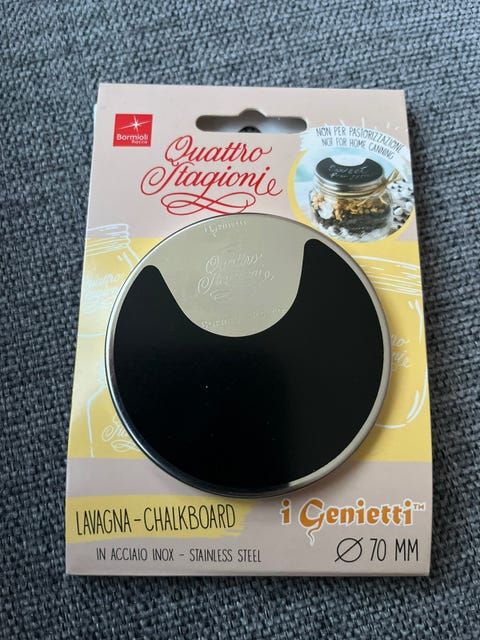 Bormioli
Rocco
Quattro
Stagioni
NON PER PASTORIZZAZIONE
NOT FOR HOME CANNING
i Genietti
Quattro
Stagioni
LAVAGNA - CHALKBOARD
i Genietti™
IN ACCIAIO INOX - STAINLESS STEEL
Ø 70 MM